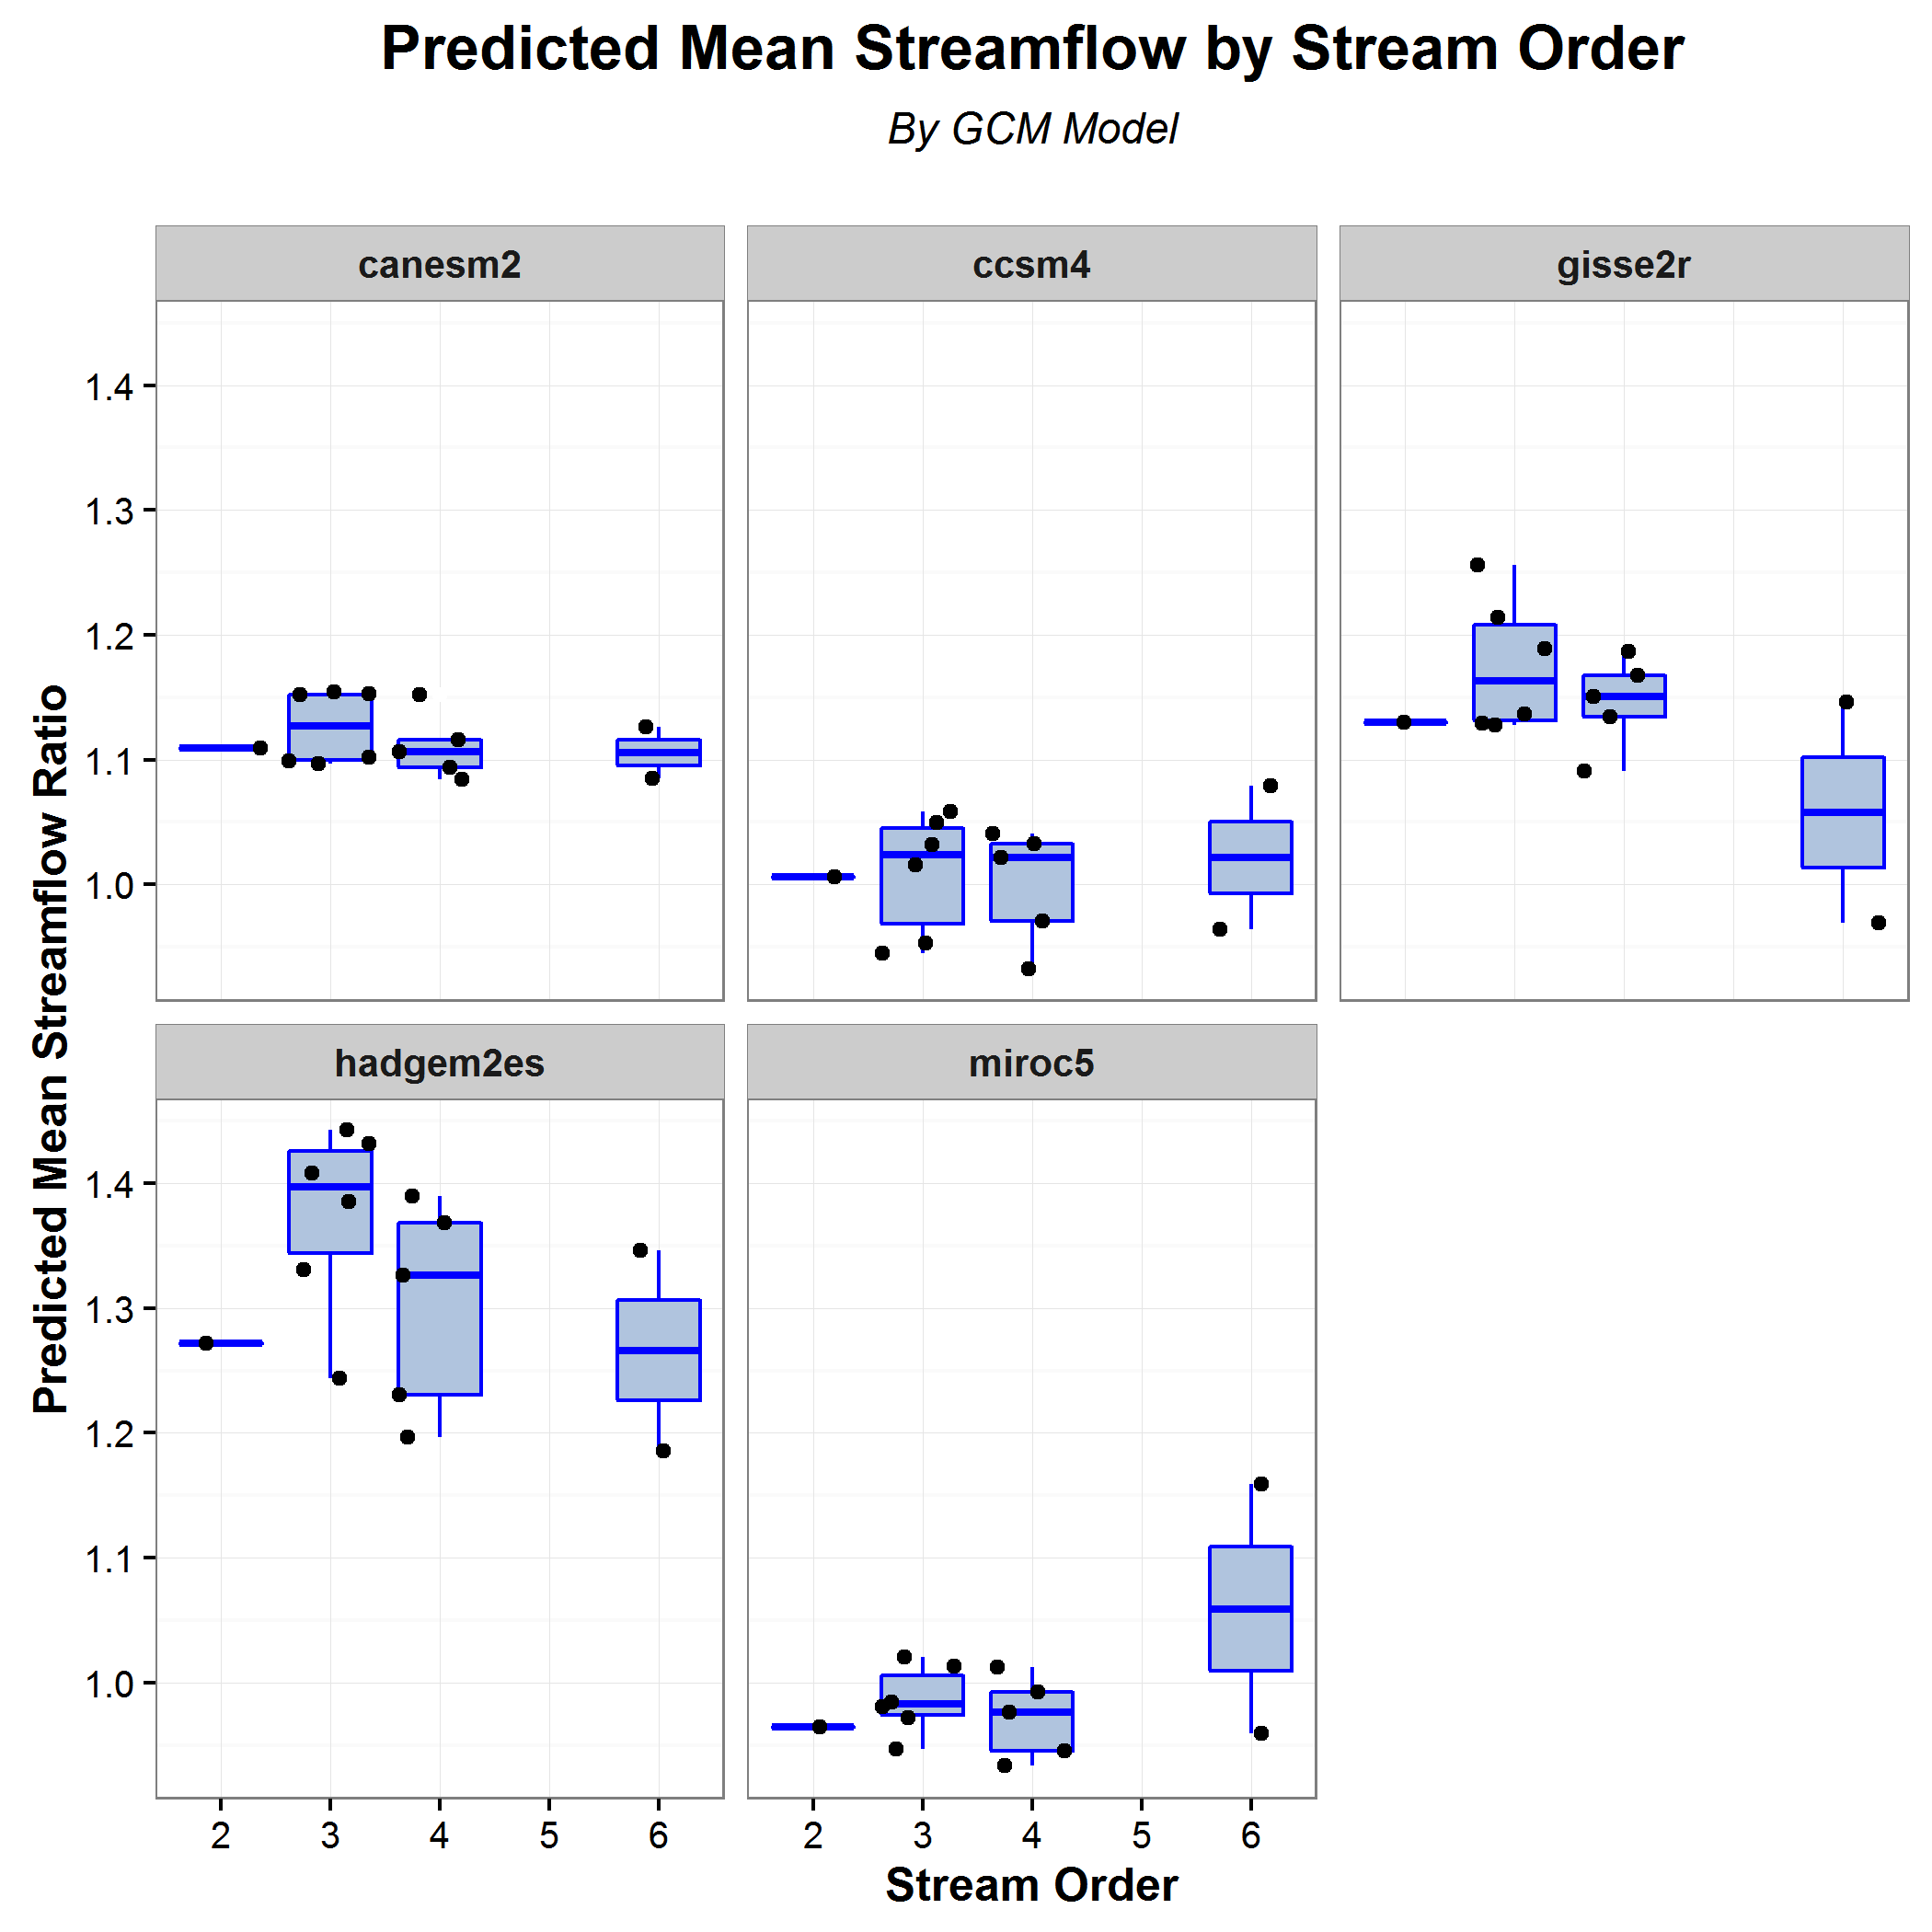 Predicted Mean Streamflow by Stream Order
By GCM Model
canesm2
ccsm4
gisse2r
1.4
1.3
1.2
1.1
1.0
Predicted Mean Streamflow Ratio
hadgem2es
miroc5
1.4
1.3
1.2
1.1
1.0
2 3 4 5 6
2 3 4 5 6
Stream Order